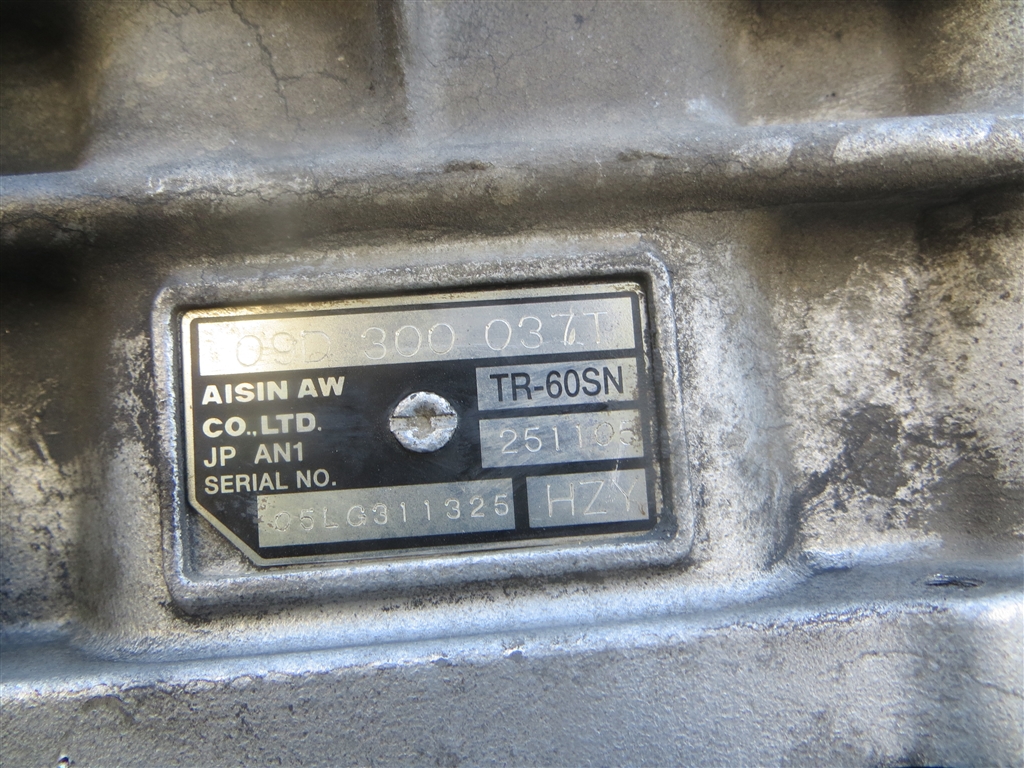 09D 300 037T
AISIN AW
CO.,LTD.
JP AN1
SERIAL NO.
TR-60SN
251105
05LG311325
HZY